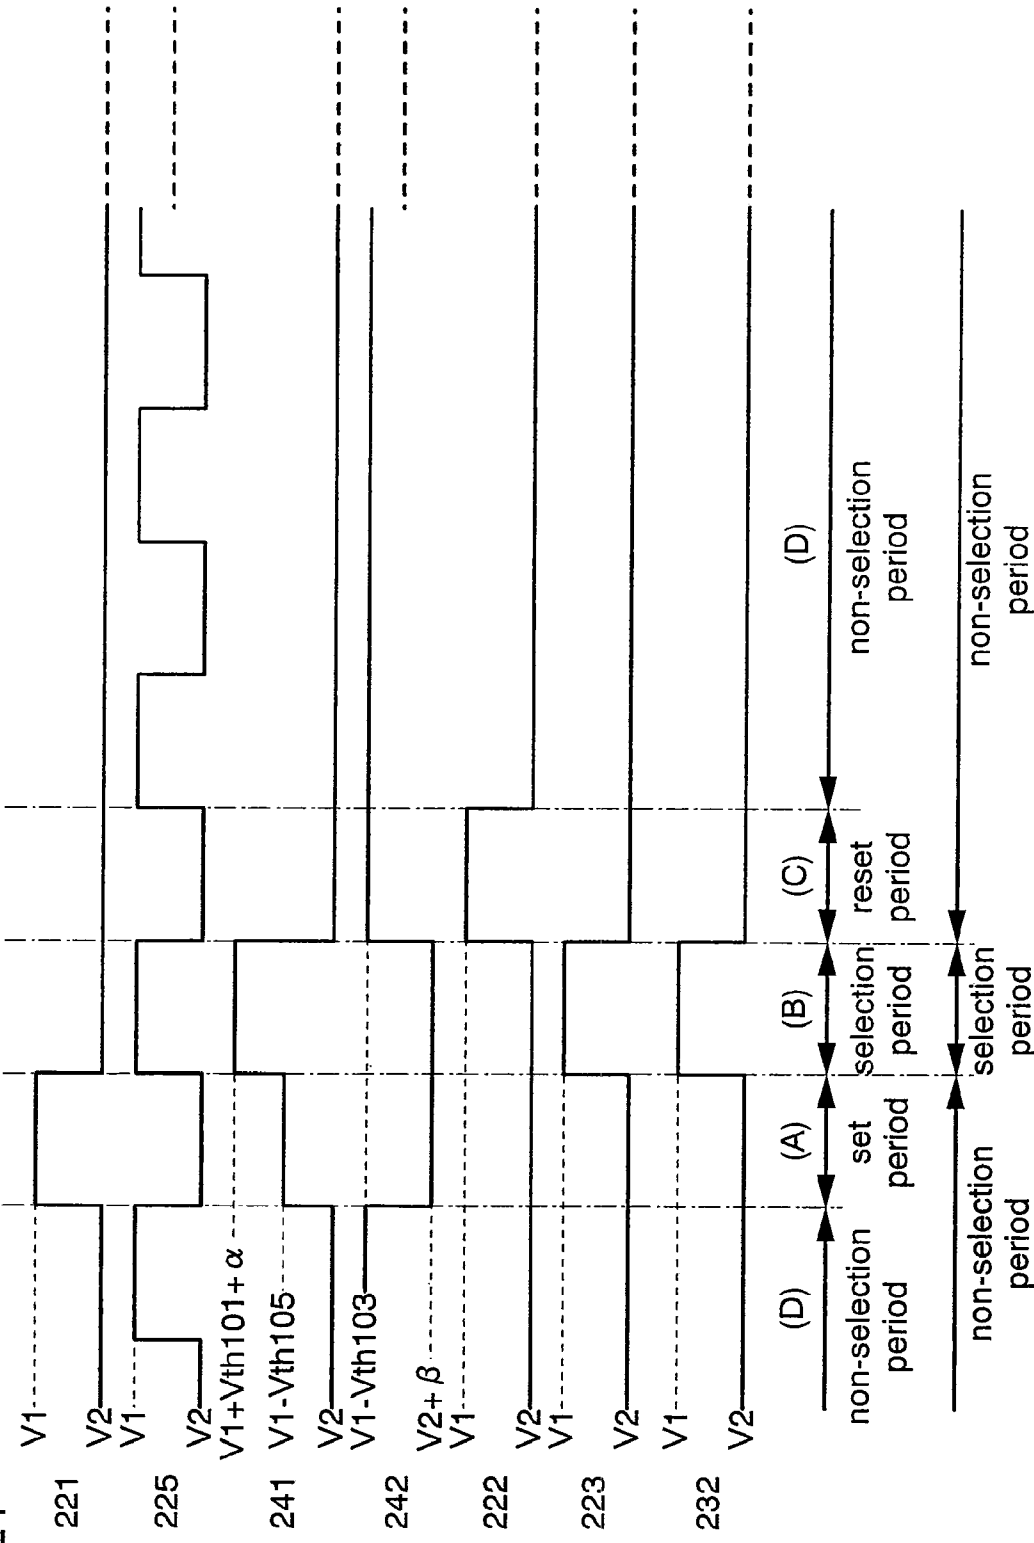 V1
221
V2
V1
225
V2
V1+Vth101+α
241 V1-Vth105
V2
V1-Vth103
242
V2+β
V1
222
V2
V1
223
V2
V1
232
V2
(D) (A) (B) (C) (D)
non-selection set selection reset non-selection
period period period period period
non-selection selection non-selection
period period period